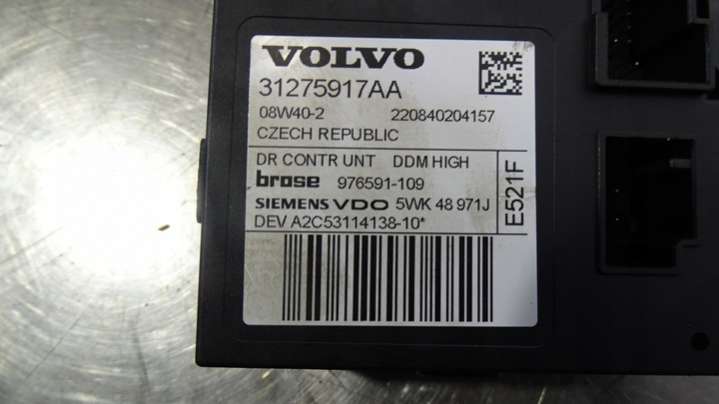 VOLVO
31275917AA
08W40-2 220840204157
CZECH REPUBLIC
DR CONTR UNT DDM HIGH
brose 976591-109
SIEMENS VDO 5WK 48 971J
DEV A2C53114138-10*
E521F